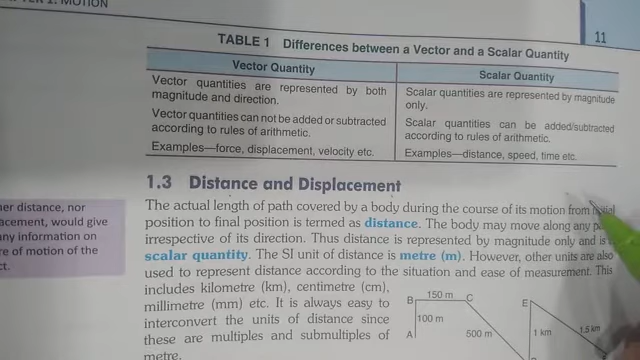 1. MOTION
11
TABLE 1 Differences between a Vector and a Scalar Quantity
Vector Quantity
Scalar Quantity
Vector quantities are represented by both
magnitude and direction.
Scalar quantities are represented by magnitude
only.
Vector quantities can not be added or subtracted
according to rules of arithmetic.
Scalar quantities can be added/subtracted
according to rules of arithmetic.
Examples—force, displacement, velocity etc.
Examples—distance, speed, time etc.
1.3 Distance and Displacement
The actual length of path covered by a body during the course of its motion from
position to final position is termed as distance. The body may move along any
irrespective of its direction. Thus distance is represented by magnitude only and is
scalar quantity. The SI unit of distance is metre (m). However, other units are also
used to represent distance according to the situation and ease of measurement. This
includes kilometre (km), centimetre (cm),
millimetre (mm) etc. It is always easy to
interconvert the units of distance since
these are multiples and submultiples of
metre.
er distance, nor
acement, would give
ny information on
re of motion of the
ct.
B 150 m C
100 m
A
500 m
E
1 km
1.5 km